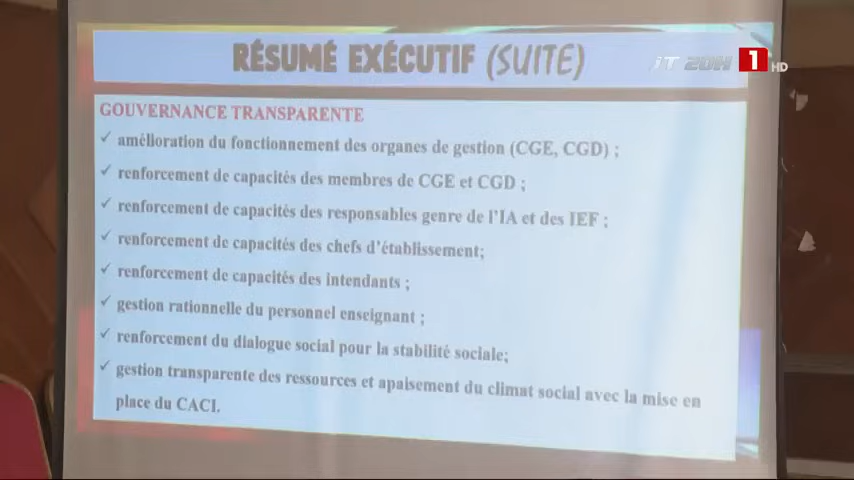 RÉSUMÉ EXÉCUTIF (SUITE)
JT 20H 1 HD
GOUVERNANCE TRANSPARENTE
✓ amélioration du fonctionnement des organes de gestion (CGE, CGD) ;
✓ renforcement de capacités des membres de CGE et CGD ;
✓ renforcement de capacités des responsables genre de l'IA et des IEF ;
✓ renforcement de capacités des chefs d'établissement;
✓ renforcement de capacités des intendants ;
✓ gestion rationnelle du personnel enseignant ;
✓ renforcement du dialogue social pour la stabilité sociale;
✓ gestion transparente des ressources et apaisement du climat social avec la mise en
place du CACI.